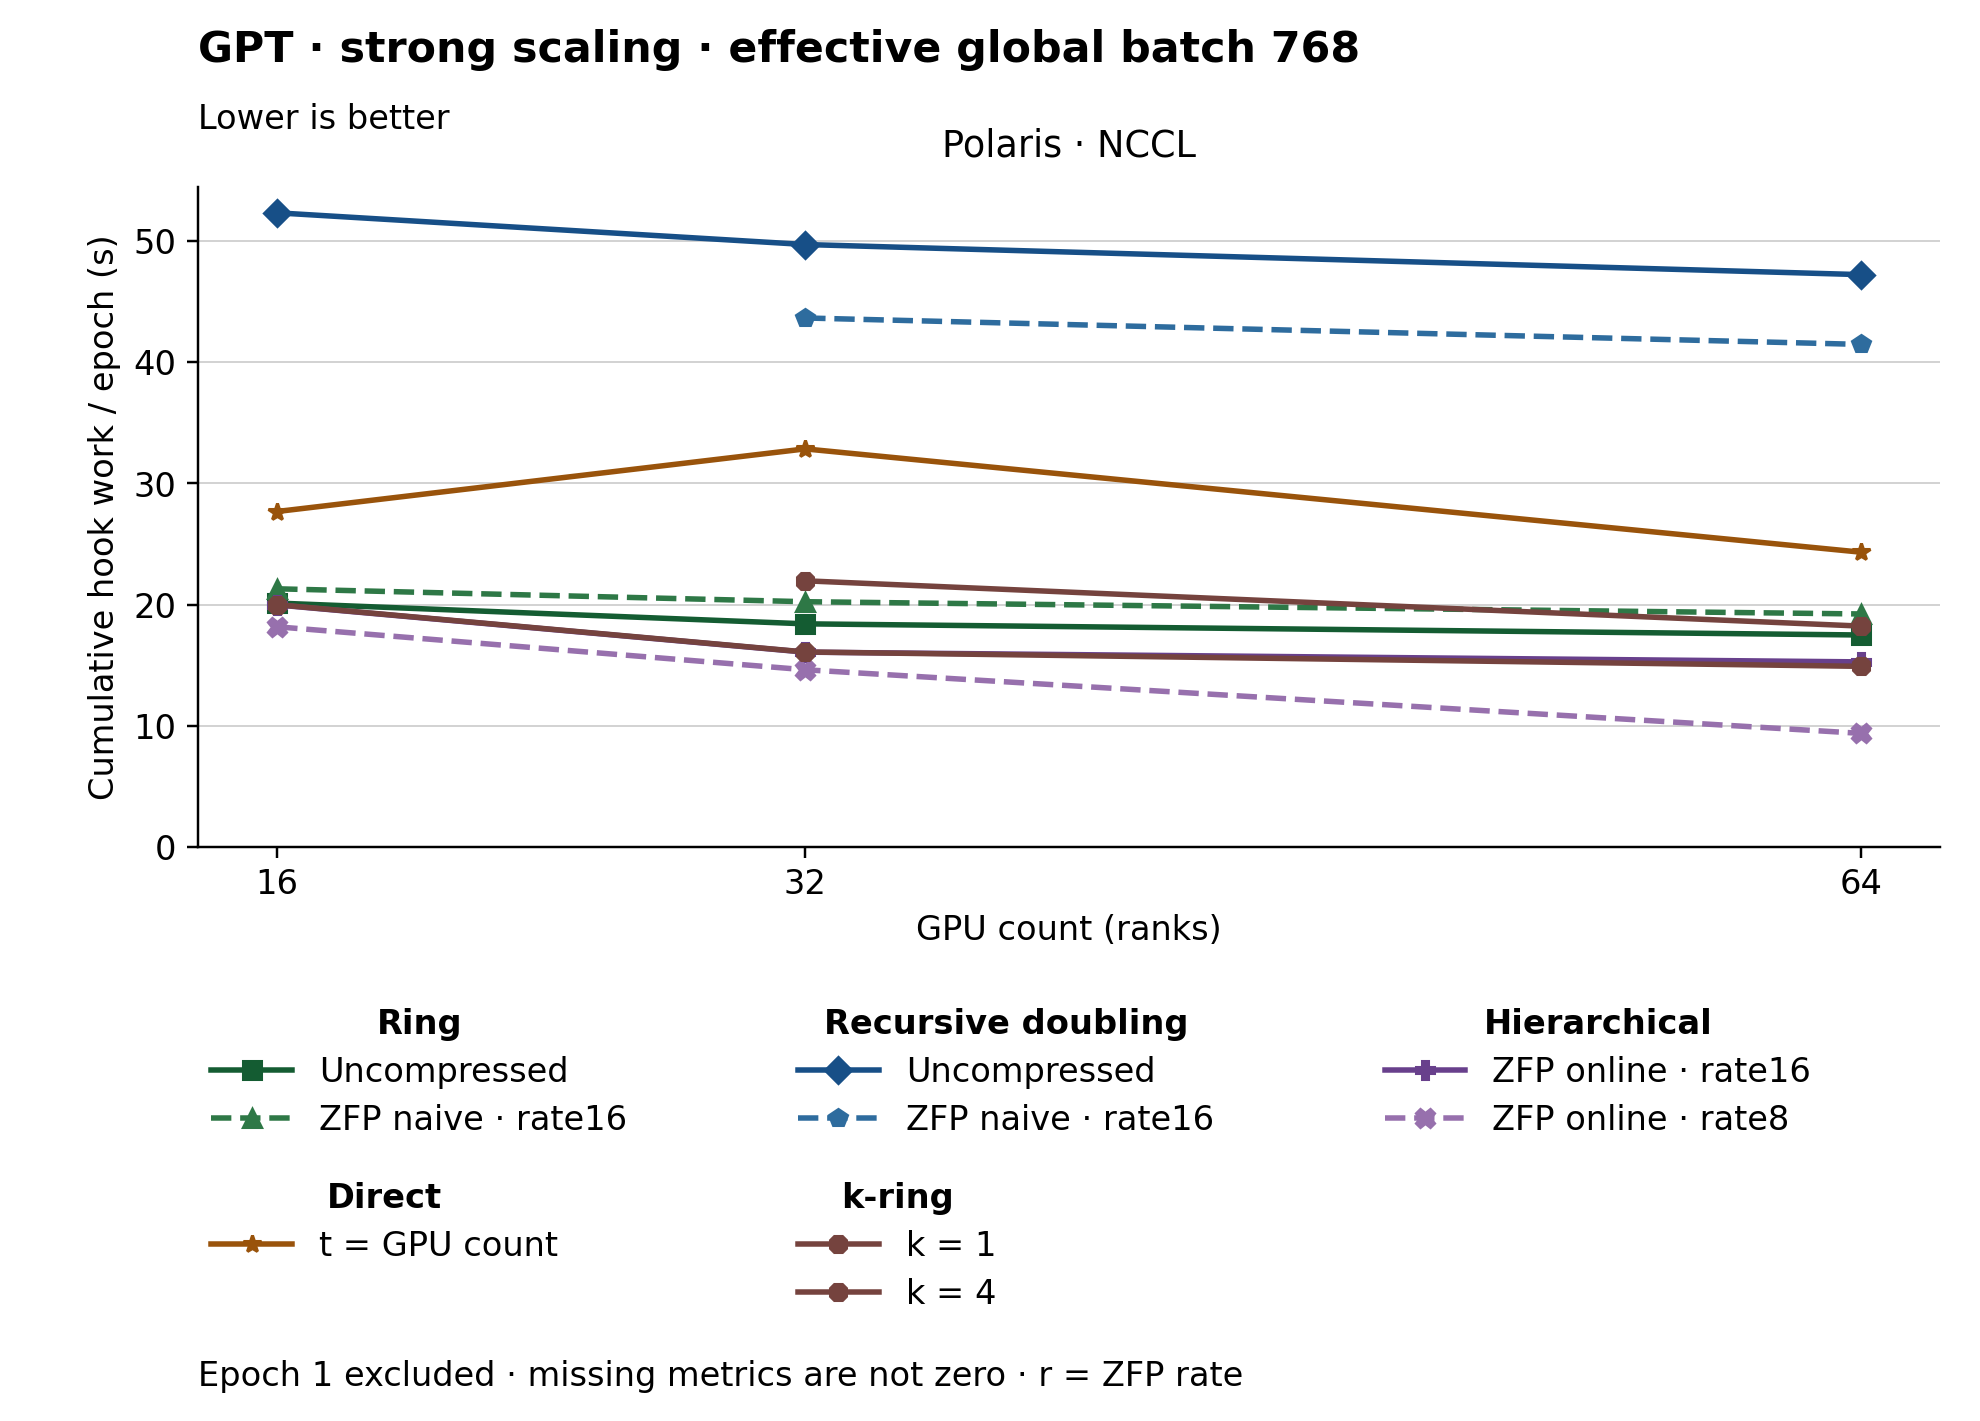 GPT · strong scaling · effective global batch 768
Lower is better
Polaris · NCCL
Cumulative hook work / epoch (s)
50
40
30
20
10
0
16 32 64
GPU count (ranks)
Ring Recursive doubling Hierarchical
Uncompressed Uncompressed ZFP online · rate16
ZFP naive · rate16 ZFP naive · rate16 ZFP online · rate8
Direct k-ring
t = GPU count k = 1
k = 4
Epoch 1 excluded · missing metrics are not zero · r = ZFP rate